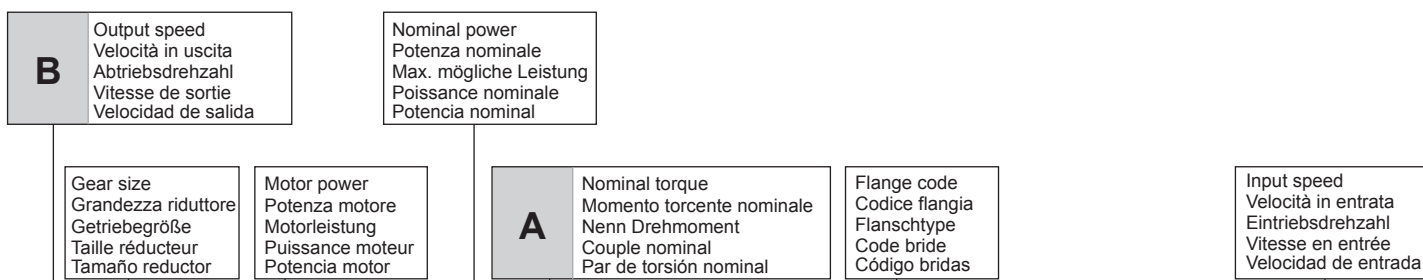 B
Output speed
Velocità in uscita
Abtriebsdrehzahl
Vitesse de sortie
Velocidad de salida
Nominal power
Potenza nominale
Max. mögliche Leistung
Poissance nominale
Potencia nominal
Gear size
Grandezza riduttore
Getriebegröße
Taille réducteur
Tamaño reductor
Motor power
Potenza motore
Motorleistung
Puissance moteur
Potencia motor
A
Nominal torque
Momento torcente nominale
Nenn Drehmoment
Couple nominal
Par de torsión nominal
Flange code
Codice flangia
Flanschtype
Code bride
Código bridas
Input speed
Velocità in entrata
Eintriebsdrehzahl
Vitesse en entrée
Velocidad de entrada